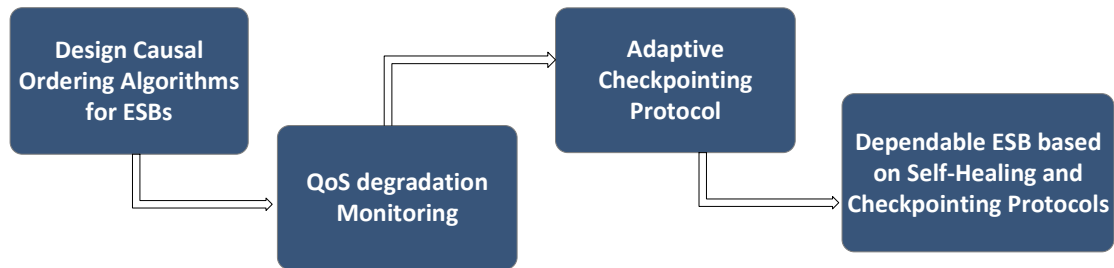 Design Causal
Ordering Algorithms
for ESBs
QoS degradation
Monitoring
Adaptive
Checkpointing
Protocol
Dependable ESB based
on Self-Healing and
Checkpointing Protocols